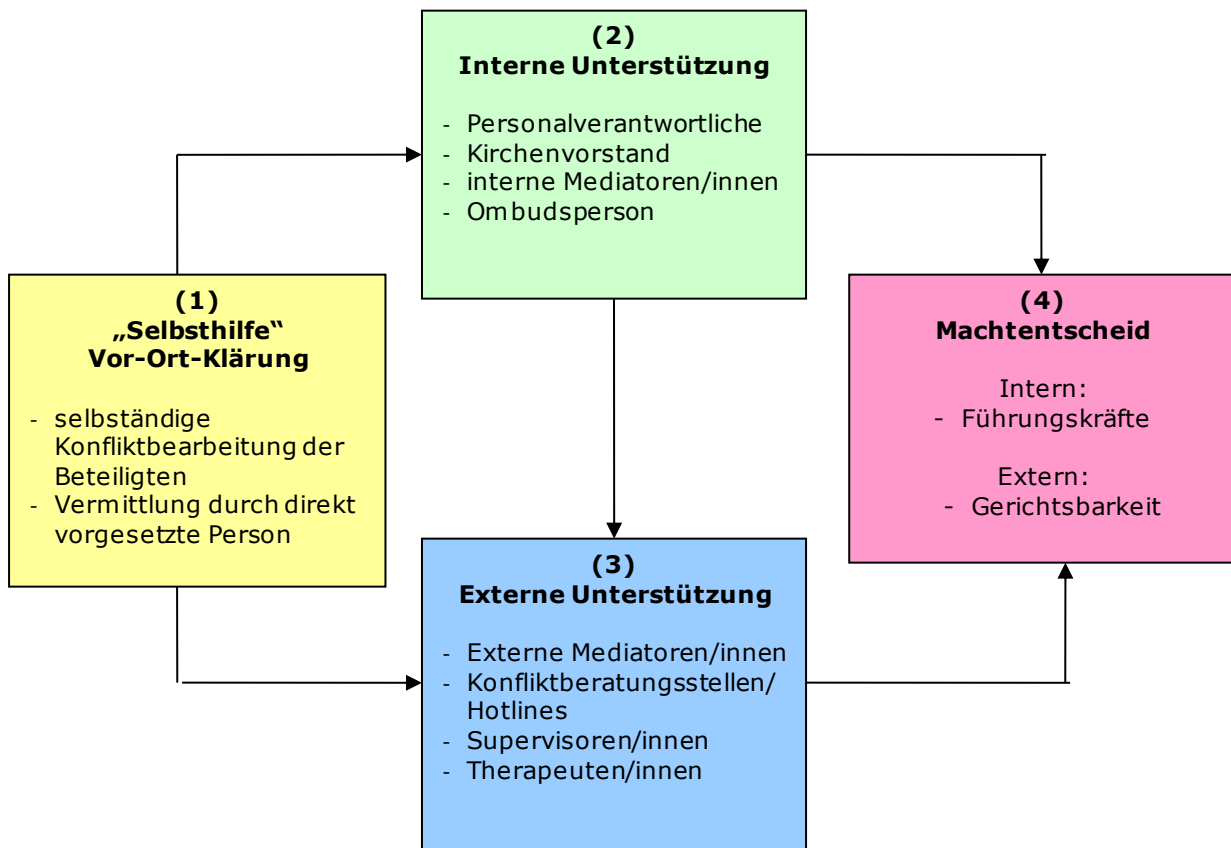 (1)
„Selbsthilfe“
Vor-Ort-Klärung
- selbständige
Konfliktbearbeitung der
Beteiligten
- Vermittlung durch direkt
vorgesetzte Person
(2)
Interne Unterstützung
- Personalverantwortliche
- Kirchenvorstand
- interne Mediatoren/innen
- Ombudsperson
(3)
Externe Unterstützung
- Externe Mediatoren/innen
- Konfliktberatungsstellen/
Hotlines
- Supervisoren/innen
- Therapeuten/innen
(4)
Machtentscheid
Intern:
- Führungskräfte
Extern:
- Gerichtsbarkeit